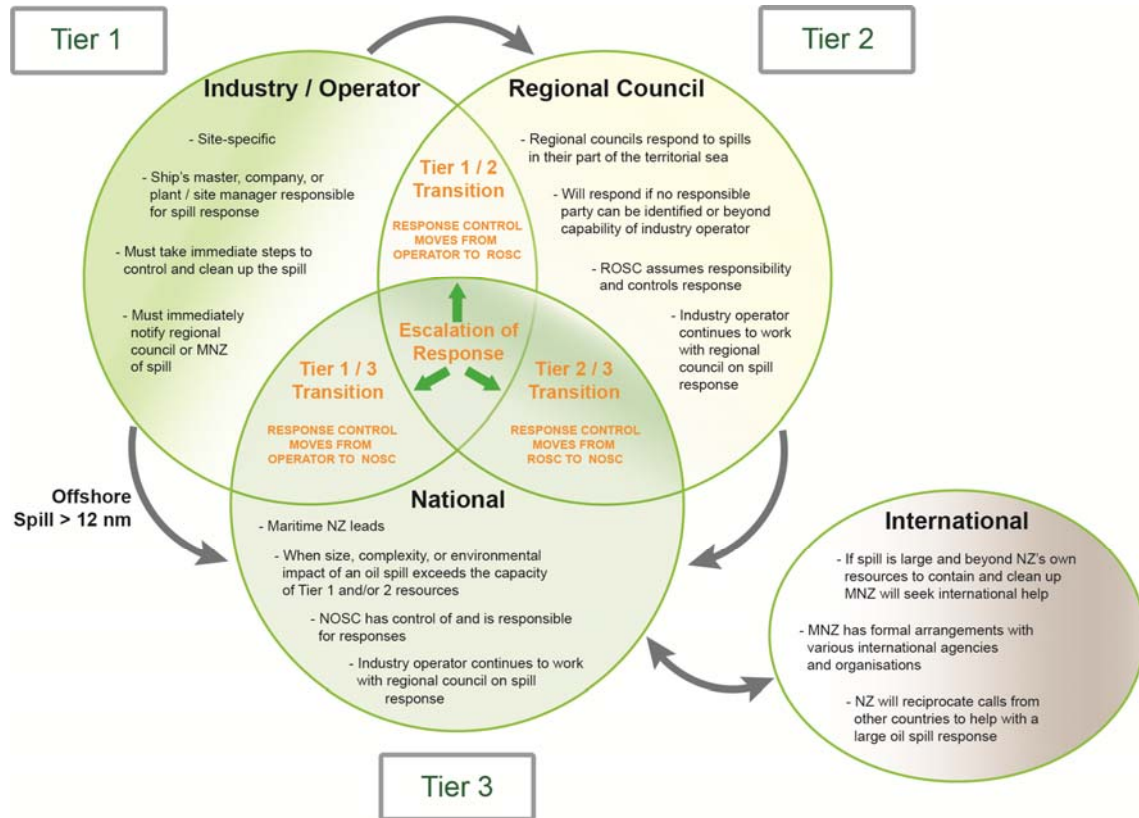 Tier 1
Tier 2
Industry / Operator
- Site-specific
- Ship's master, company, or
plant / site manager responsible
for spill response
- Must take immediate steps to
control and clean up the spill
- Must immediately
notify regional
council or MNZ
of spill
Regional Council
- Regional councils respond to spills
in their part of the territorial sea
- Will respond if no responsible
party can be identified or beyond
capability of industry operator
- ROSC assumes responsibility
and controls response
- Industry operator
continues to work
with regional
council on spill
response
Tier 1 / 2
Transition
RESPONSE CONTROL
MOVES FROM
OPERATOR TO ROSC
Escalation of
Response
Tier 1 / 3
Transition
RESPONSE CONTROL
MOVES FROM
OPERATOR TO NOSC
Tier 2 / 3
Transition
RESPONSE CONTROL
MOVES FROM
ROSC TO NOSC
Offshore
Spill > 12 nm
National
- Maritime NZ leads
- When size, complexity, or environmental
impact of an oil spill exceeds the capacity
of Tier 1 and/or 2 resources
- NOSC has control of and is responsible
for responses
- Industry operator continues to work
with regional council on spill
response
International
- If spill is large and beyond NZ's own
resources to contain and clean up
MNZ will seek international help
- MNZ has formal arrangements with
various international agencies
and organisations
- NZ will reciprocate calls from
other countries to help with a
large oil spill response
Tier 3